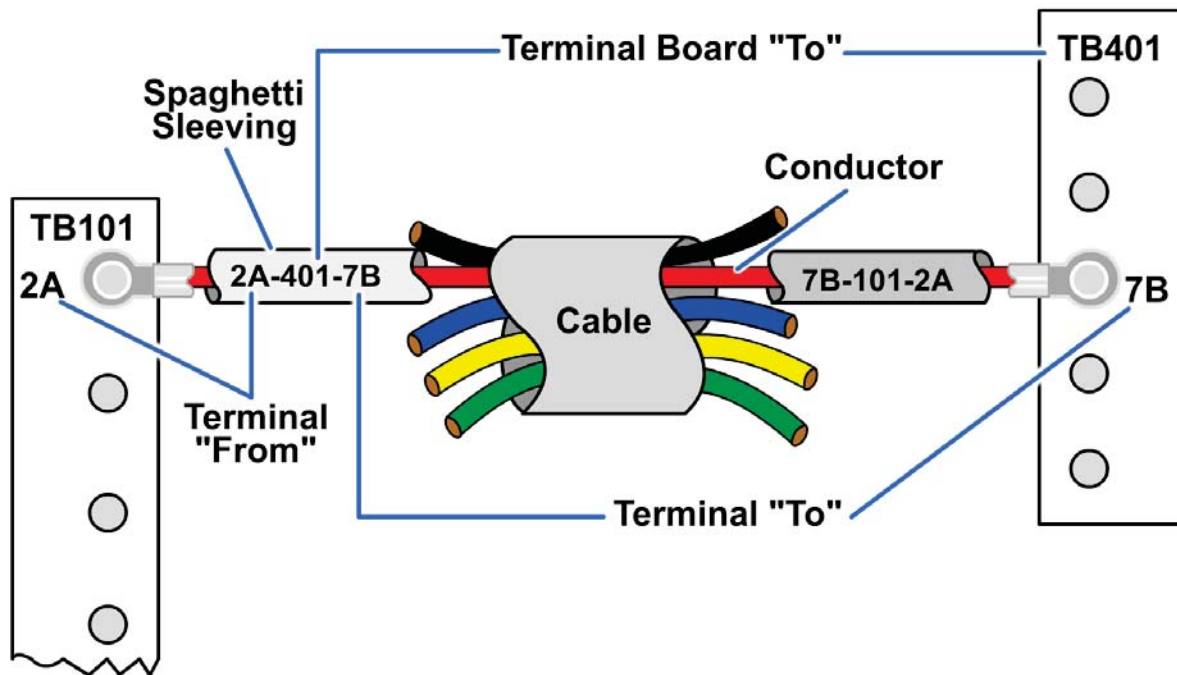 Terminal Board "To"
TB401
Spaghetti
Sleeving
Conductor
TB101
2A
2A-401-7B
7B-101-2A
7B
Cable
Terminal
"From"
Terminal "To"